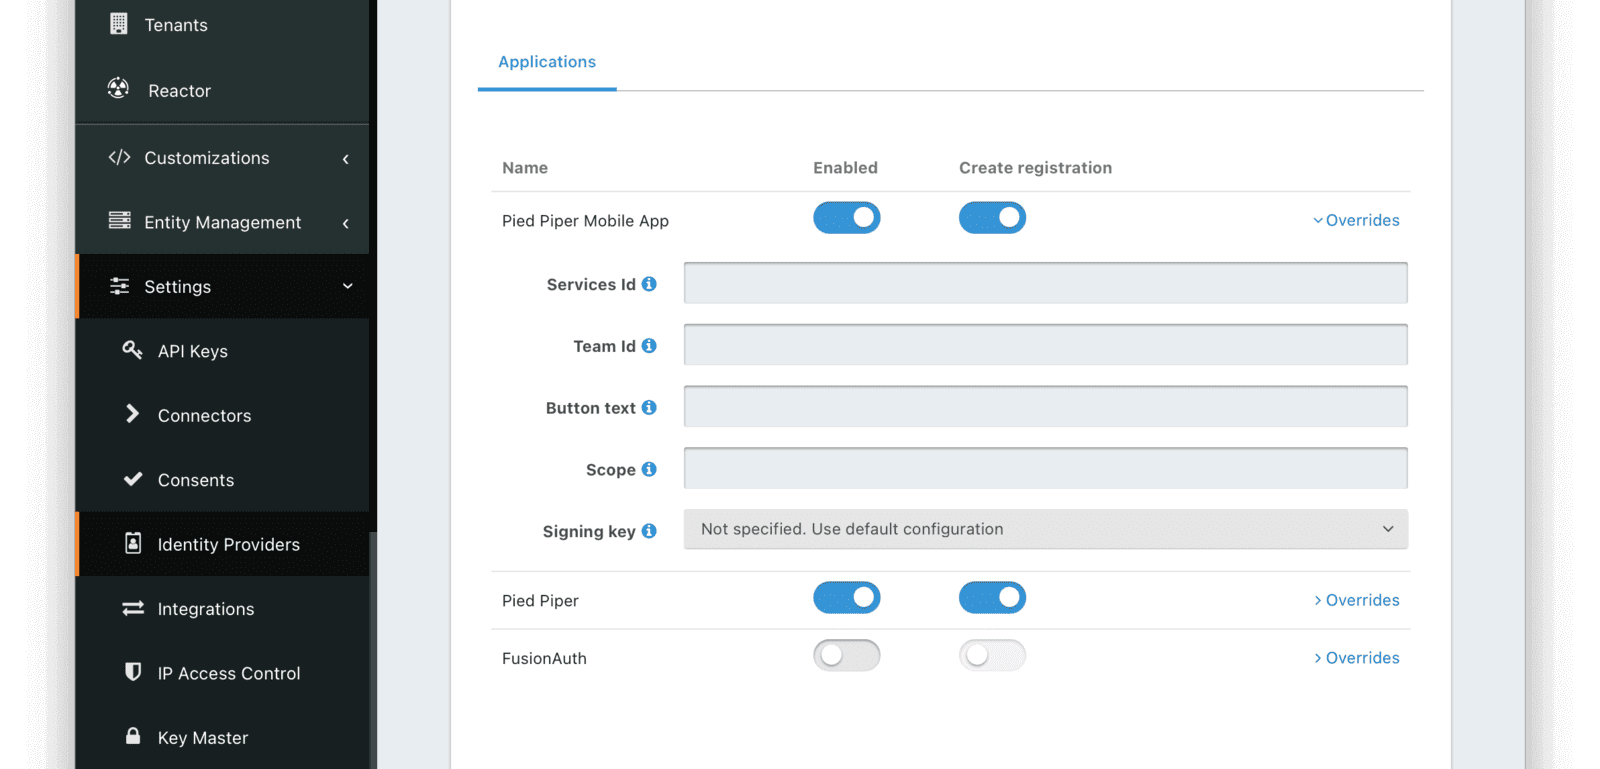 Tenants
Reactor
Customizations
Entity Management
Settings
API Keys
Connectors
Consents
Identity Providers
Integrations
IP Access Control
Key Master
Applications
Name Enabled Create registration
Pied Piper Mobile App Overrides
Services Id
Team Id
Button text
Scope
Signing key Not specified. Use default configuration
Pied Piper Overrides
FusionAuth Overrides